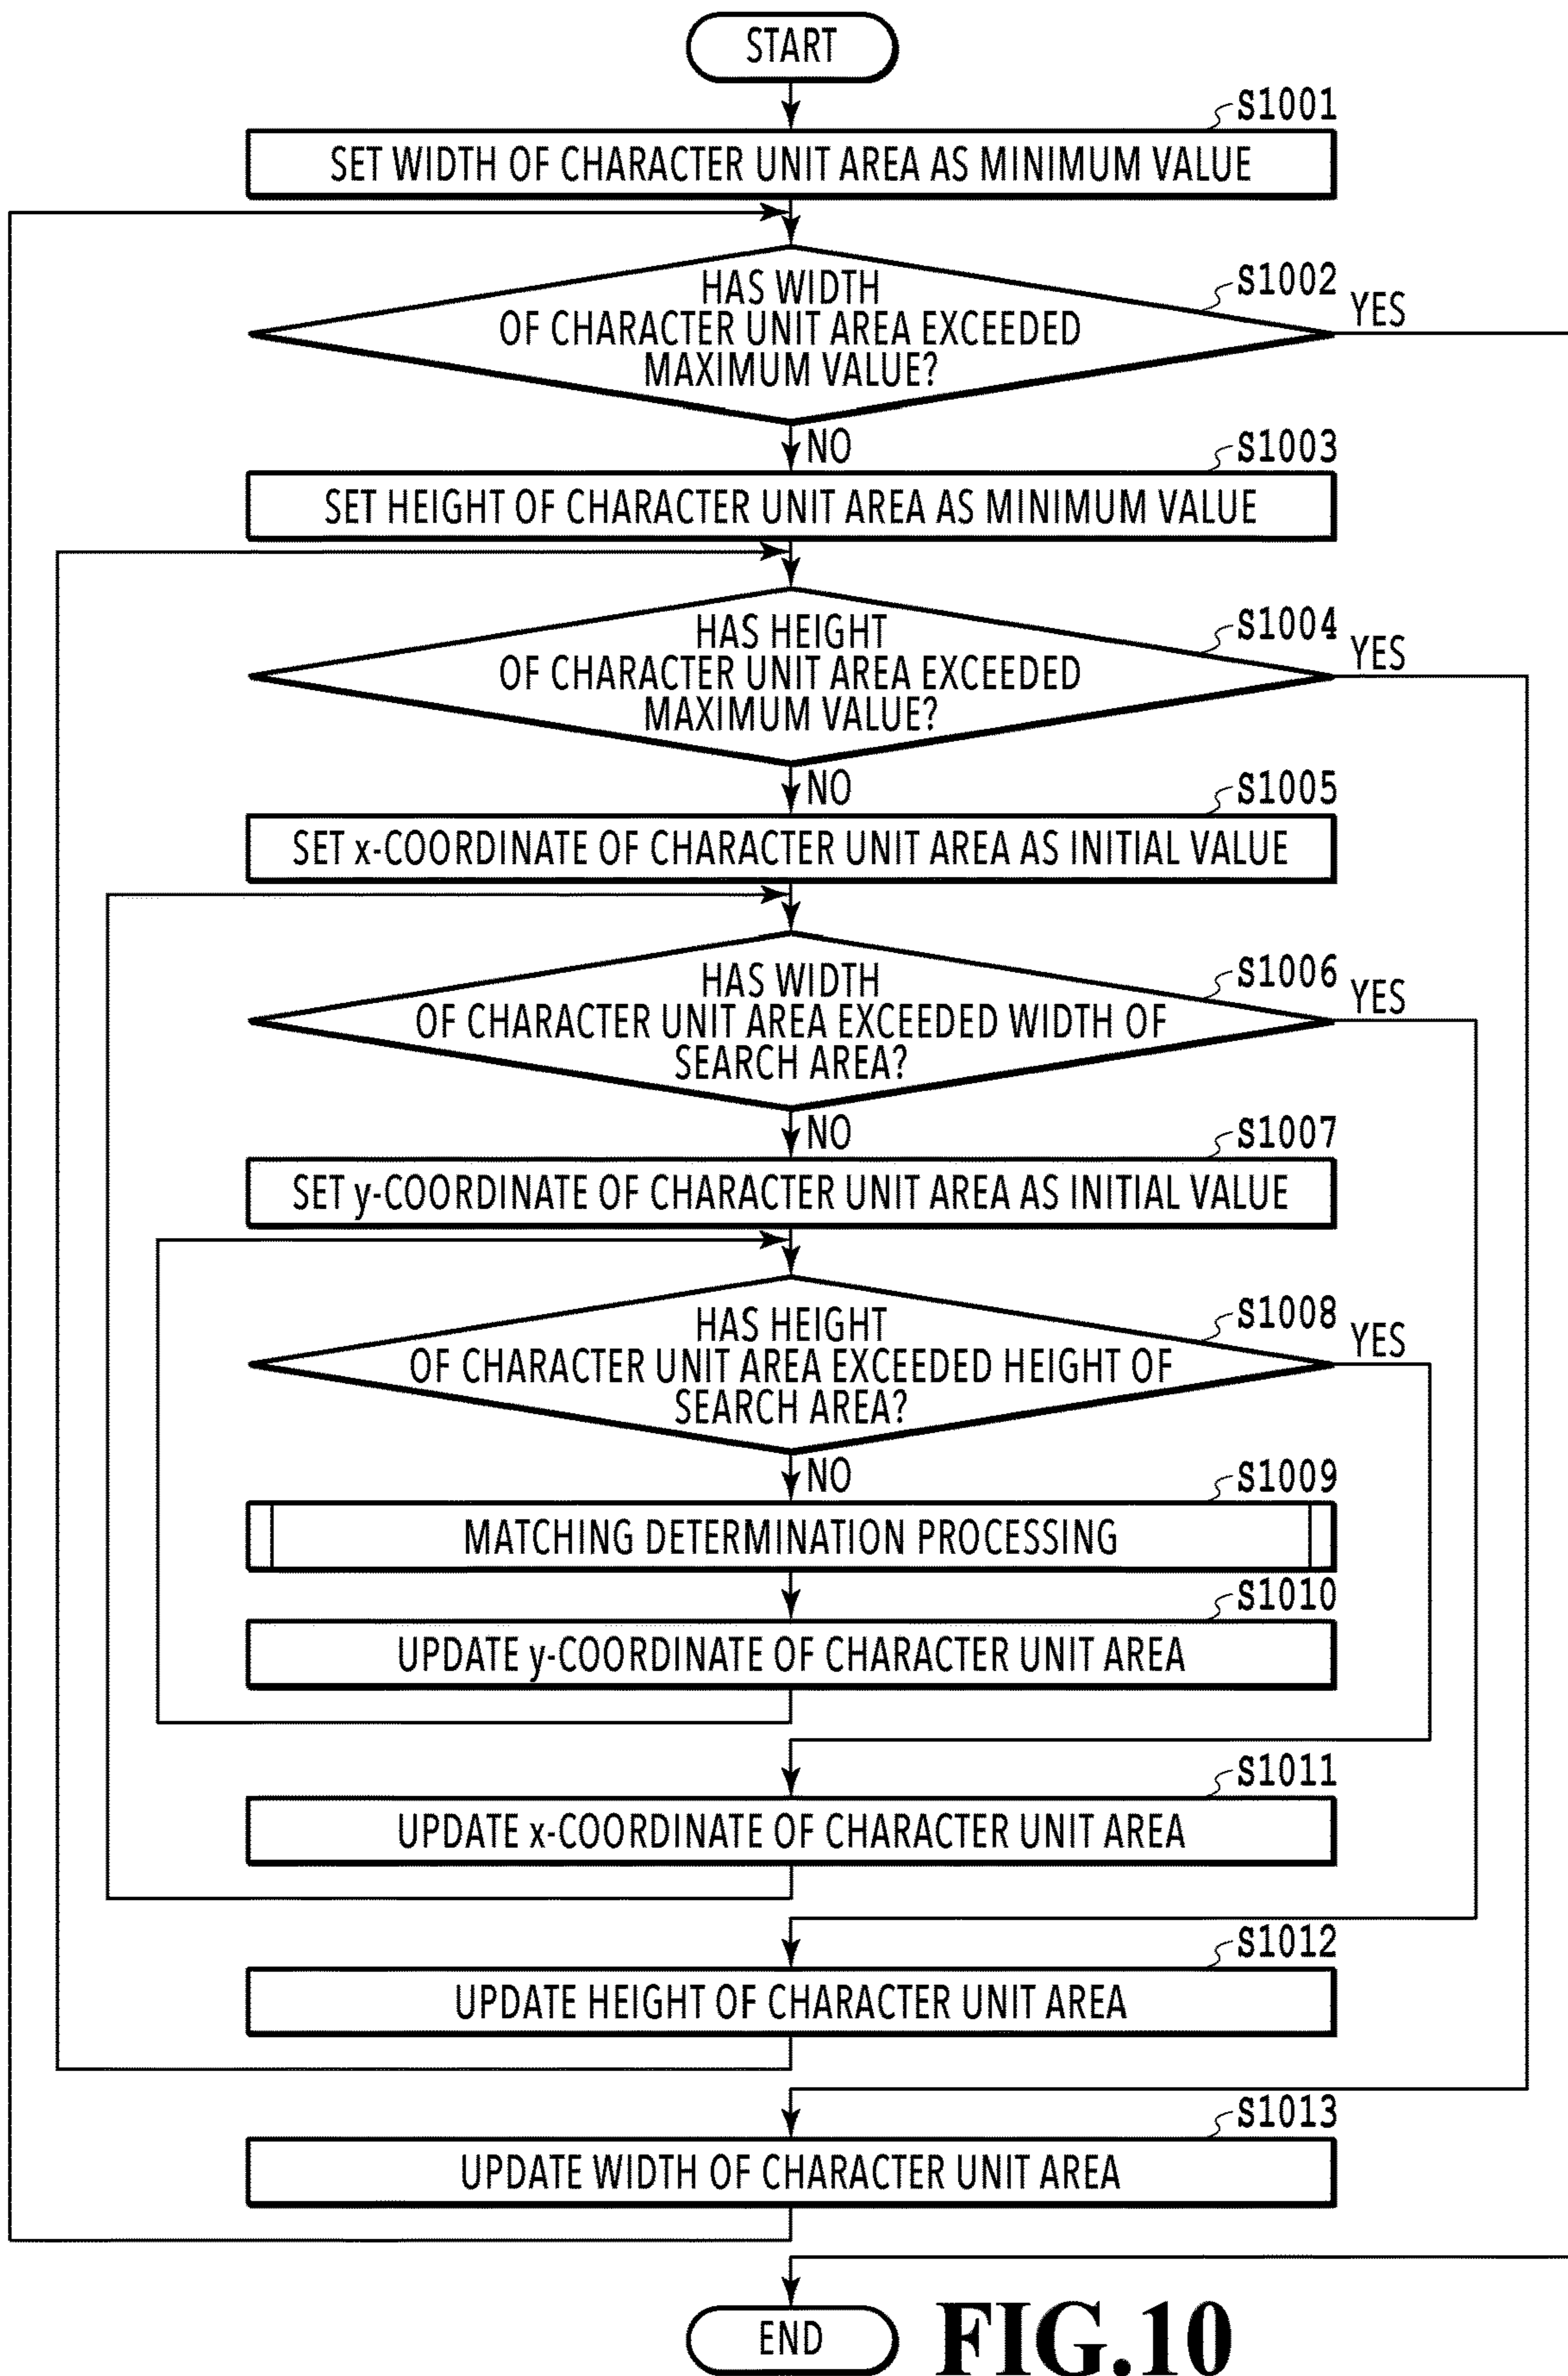 START
S1001
SET WIDTH OF CHARACTER UNIT AREA AS MINIMUM VALUE
S1002
HAS WIDTH
OF CHARACTER UNIT AREA EXCEEDED
MAXIMUM VALUE?
YES
NO
S1003
SET HEIGHT OF CHARACTER UNIT AREA AS MINIMUM VALUE
S1004
HAS HEIGHT
OF CHARACTER UNIT AREA EXCEEDED
MAXIMUM VALUE?
YES
NO
S1005
SET x-COORDINATE OF CHARACTER UNIT AREA AS INITIAL VALUE
S1006
HAS WIDTH
OF CHARACTER UNIT AREA EXCEEDED WIDTH OF
SEARCH AREA?
YES
NO
S1007
SET y-COORDINATE OF CHARACTER UNIT AREA AS INITIAL VALUE
S1008
HAS HEIGHT
OF CHARACTER UNIT AREA EXCEEDED HEIGHT OF
SEARCH AREA?
YES
NO
S1009
MATCHING DETERMINATION PROCESSING
S1010
UPDATE y-COORDINATE OF CHARACTER UNIT AREA
S1011
UPDATE x-COORDINATE OF CHARACTER UNIT AREA
S1012
UPDATE HEIGHT OF CHARACTER UNIT AREA
S1013
UPDATE WIDTH OF CHARACTER UNIT AREA
END
FIG.10